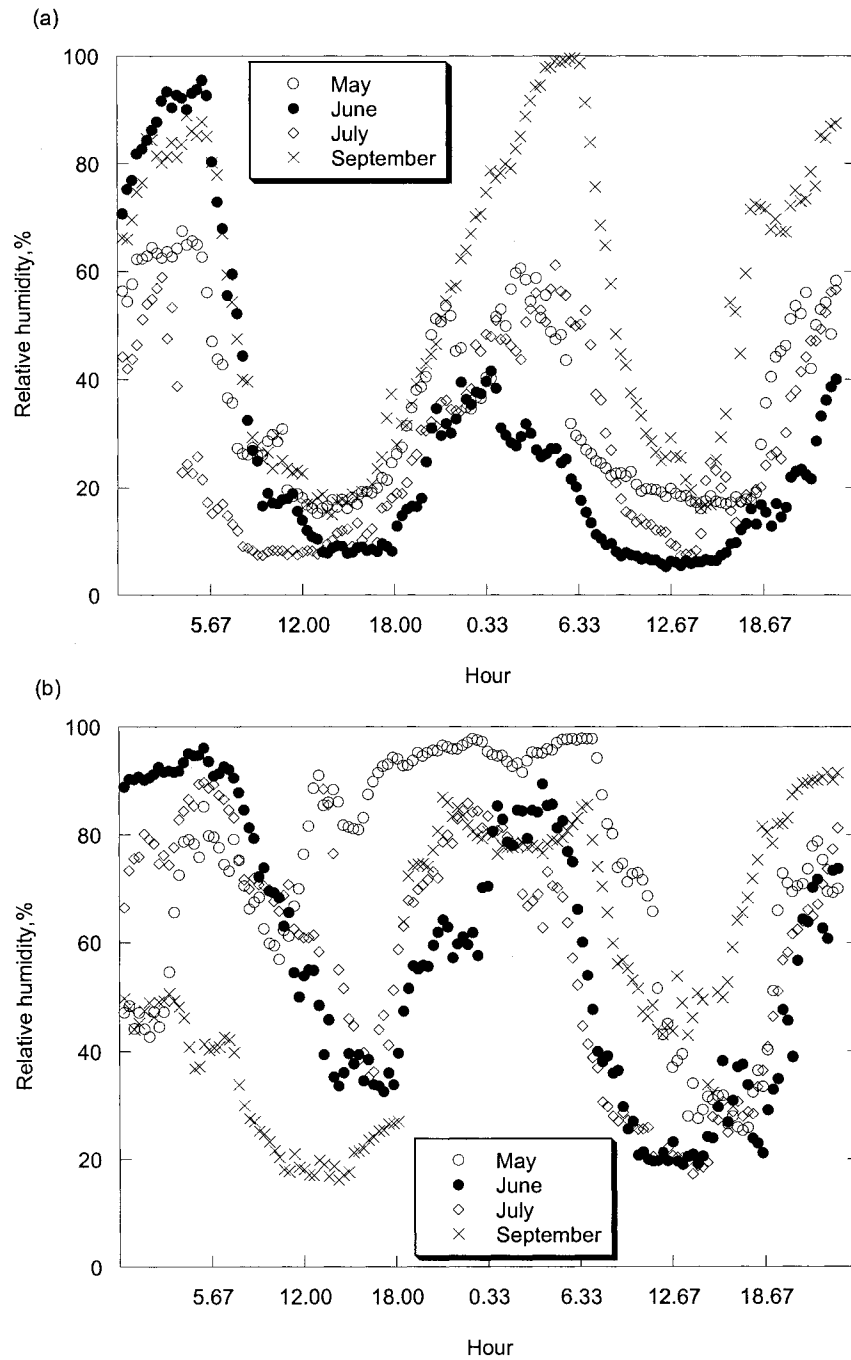 (a)
Relative humidity,%
100
80
60
40
20
0
May
June
July
September
5.67 12.00 18.00 0.33 6.33 12.67 18.67
Hour
(b)
Relative humidity,%
100
80
60
40
20
0
May
June
July
September
5.67 12.00 18.00 0.33 6.33 12.67 18.67
Hour